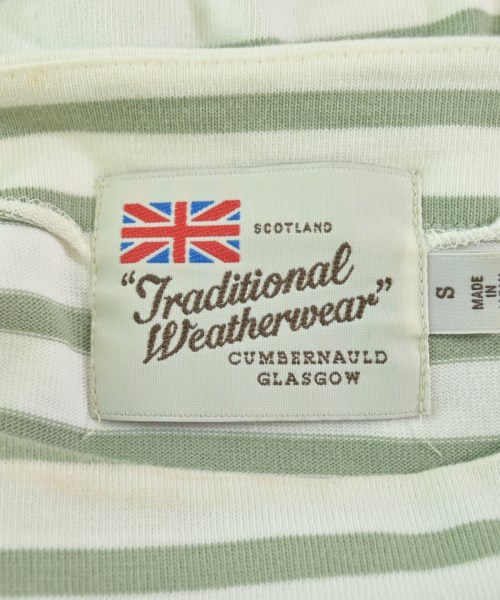 SCOTLAND
"Traditional
Weatherwear"
CUMBERNAULD
GLASGOW
S
MADE
IN